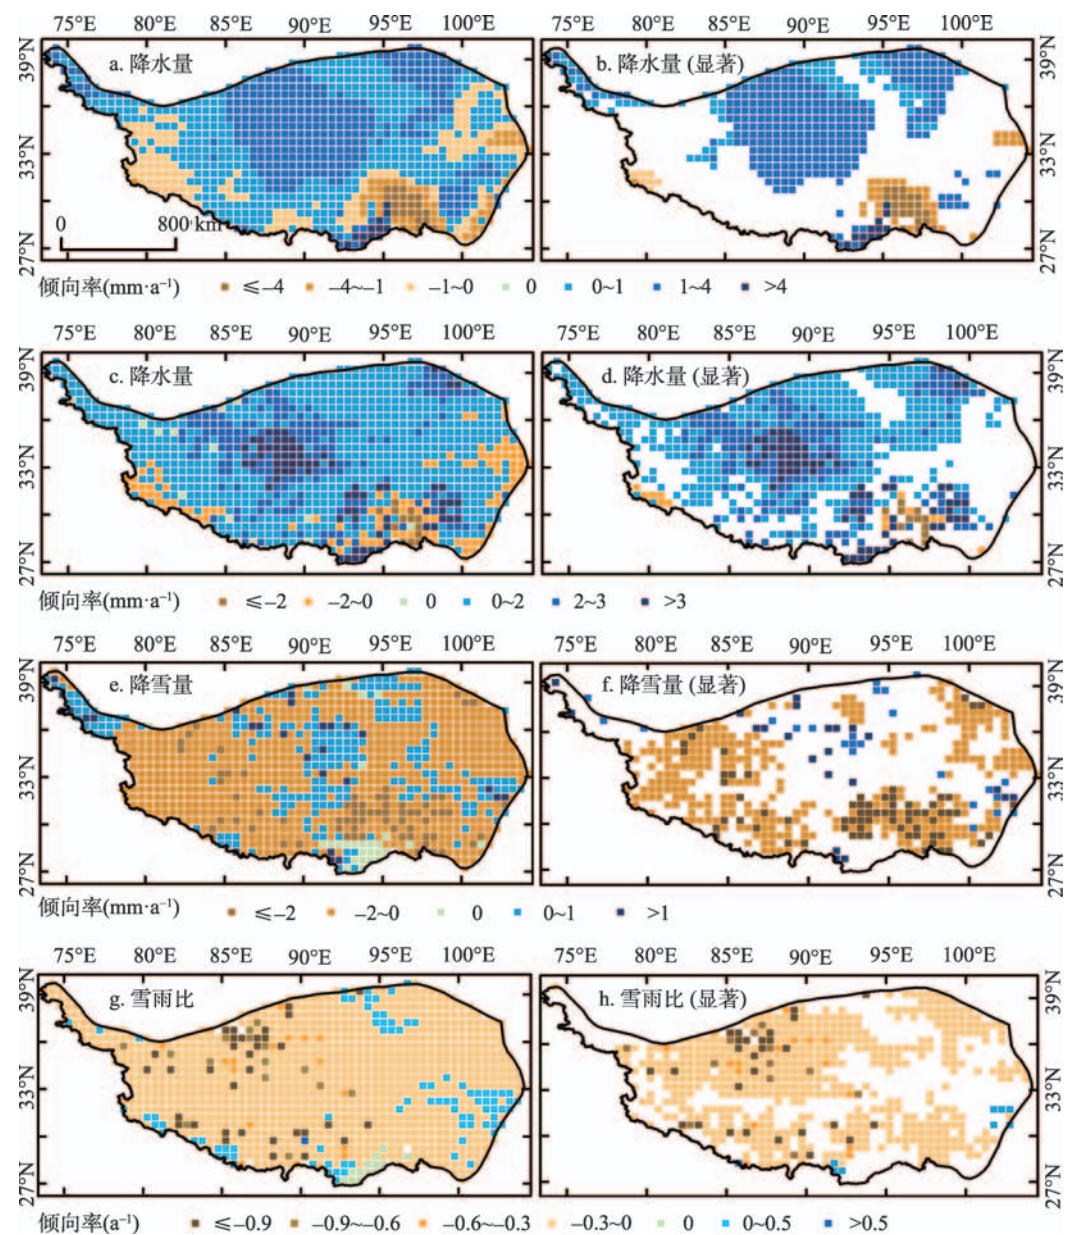 75°E 80°E 85°E 90°E 95°E 100°E 75°E 80°E 85°E 90°E 95°E 100°E
39°N 33°N 27°N
a. 降水量
0 800 km
b. 降水量 (显著)
39°N 33°N 27°N
倾向率(mm·a⁻¹) ≤–4 –4~–1 –1~0 0 0~1 1~4 >4
75°E 80°E 85°E 90°E 95°E 100°E 75°E 80°E 85°E 90°E 95°E 100°E
39°N 33°N 27°N
c. 降水量
d. 降水量 (显著)
39°N 33°N 27°N
倾向率(mm·a⁻¹) ≤–2 –2~0 0 0~2 2~3 >3
75°E 80°E 85°E 90°E 95°E 100°E 75°E 80°E 85°E 90°E 95°E 100°E
39°N 33°N 27°N
e. 降雪量
f. 降雪量 (显著)
39°N 33°N 27°N
倾向率(mm·a⁻¹) ≤–2 –2~0 0 0~1 >1
75°E 80°E 85°E 90°E 95°E 100°E 75°E 80°E 85°E 90°E 95°E 100°E
39°N 33°N 27°N
g. 雪雨比
h. 雪雨比 (显著)
39°N 33°N 27°N
倾向率(a⁻¹) ≤–0.9 –0.9~–0.6 –0.6~–0.3 –0.3~0 0 0~0.5 >0.5